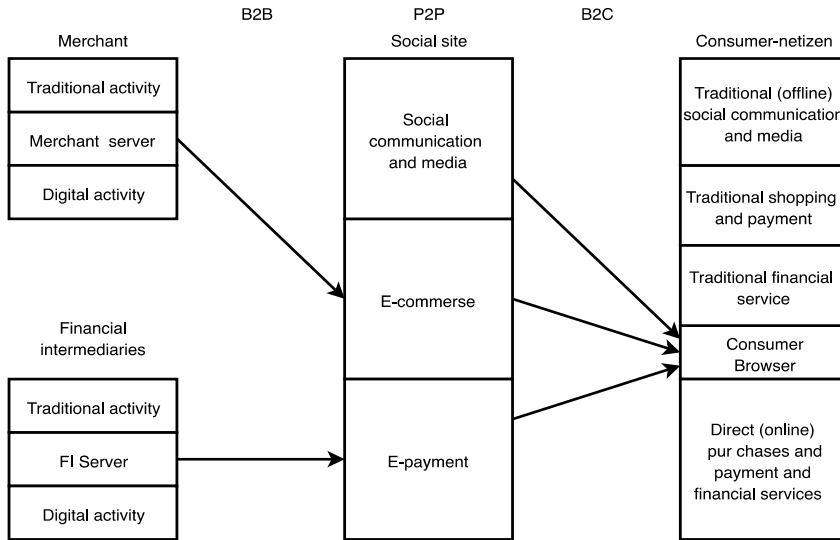 B2B
P2P
B2C
Merchant
Social site
Consumer-netizen
Traditional activity
Merchant server
Digital activity
Social
communication
and media
E-commerse
E-payment
Traditional (offline)
social communication
and media
Traditional shopping
and payment
Traditional financial
service
Consumer
Browser
Direct (online)
pur chases and
payment and
financial services
Financial
intermediaries
Traditional activity
FI Server
Digital activity